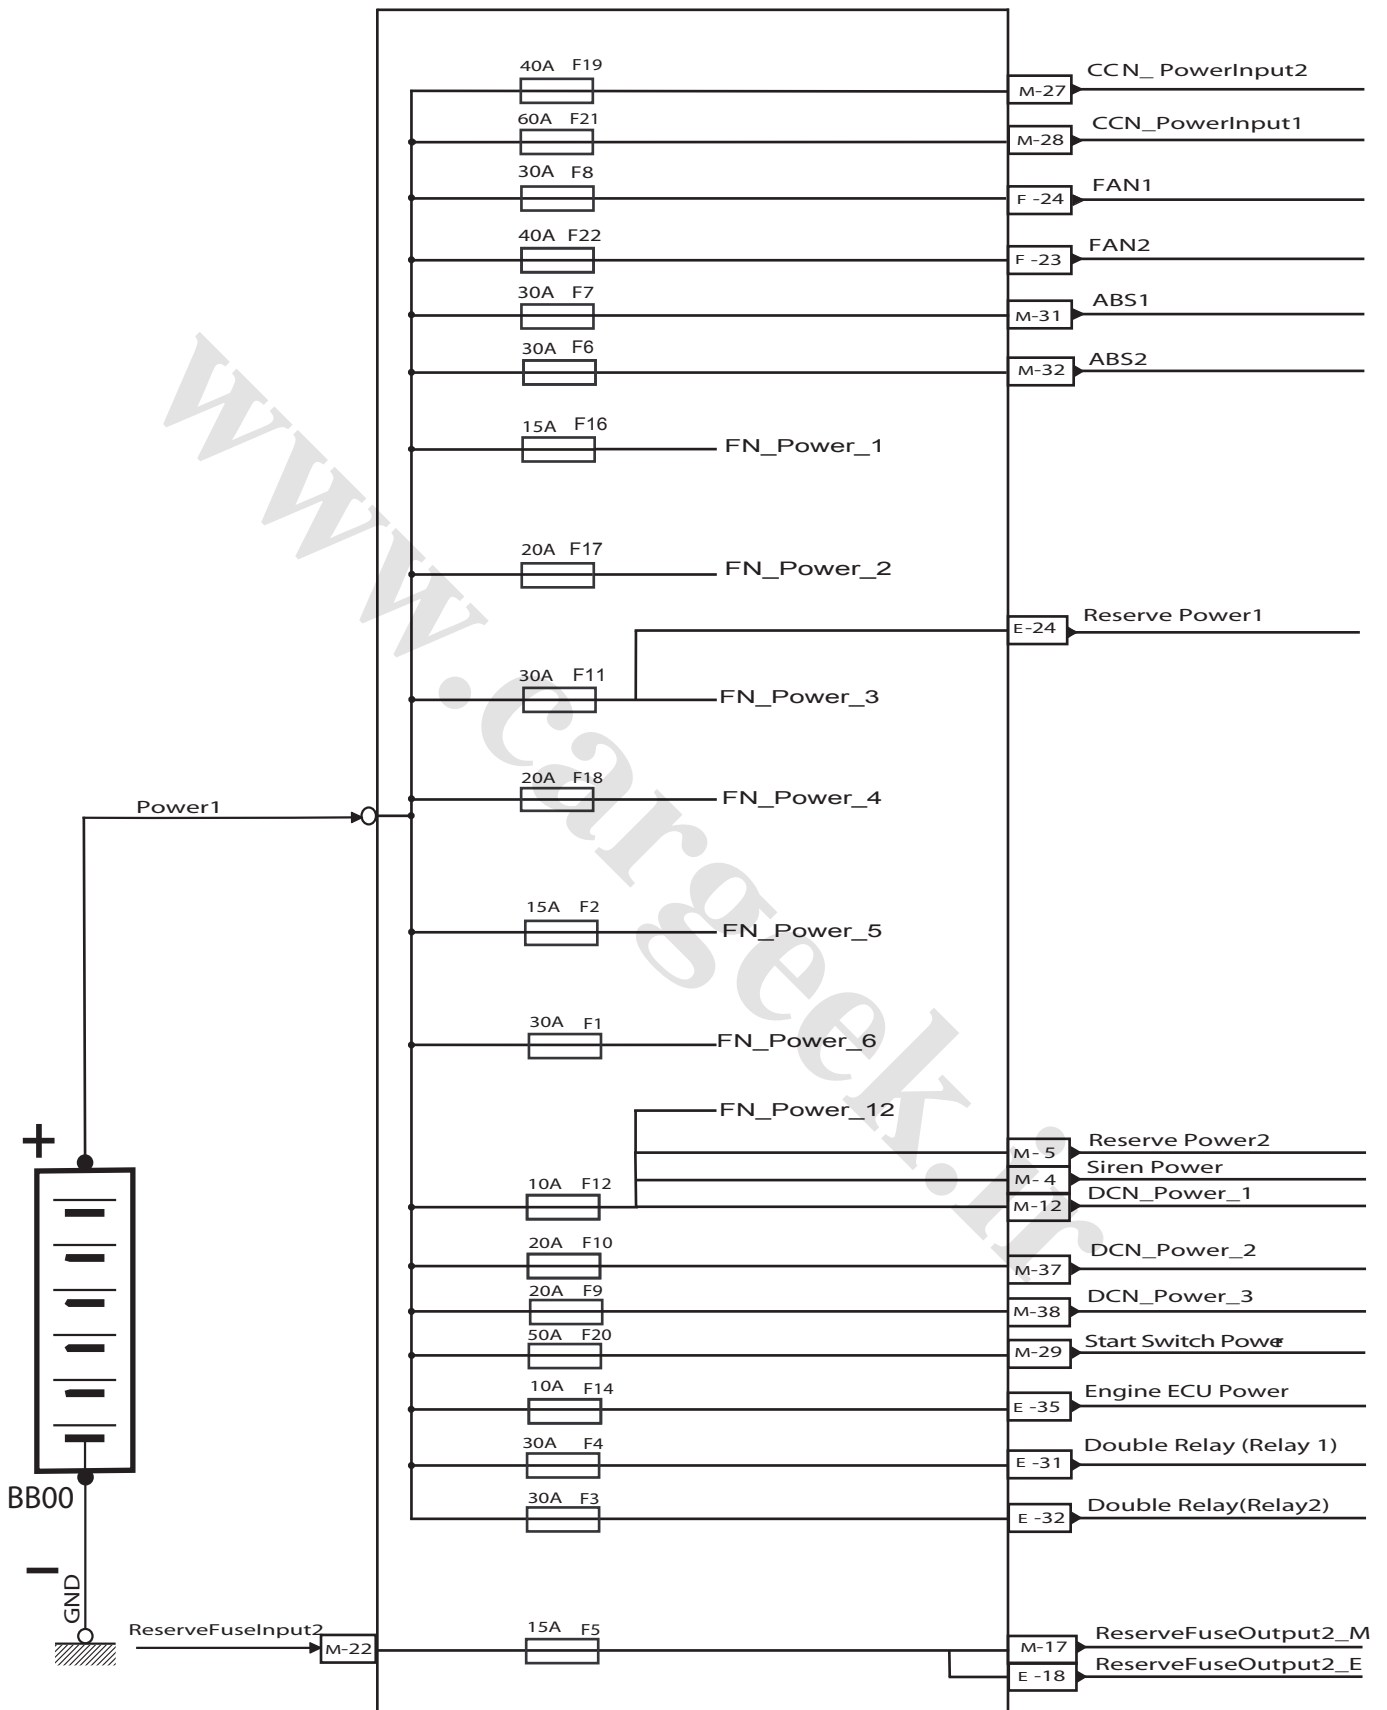 40A F19
M-27
CCN_ PowerInput2
60A F21
M-28
CCN_PowerInput1
30A F8
F -24
FAN1
40A F22
F -23
FAN2
30A F7
M-31
ABS1
30A F6
M-32
ABS2
15A F16
FN_Power_1
20A F17
FN_Power_2
E-24
Reserve Power1
30A F11
FN_Power_3
20A F18
FN_Power_4
Power1
15A F2
FN_Power_5
30A F1
FN_Power_6
FN_Power_12
M- 5
Reserve Power2
M- 4
Siren Power
10A F12
M-12
DCN_Power_1
20A F10
M-37
DCN_Power_2
20A F9
M-38
DCN_Power_3
50A F20
M-29
Start Switch Power
10A F14
E -35
Engine ECU Power
30A F4
E -31
Double Relay (Relay 1)
30A F3
E -32
Double Relay(Relay2)
+
BB00
–
GND
ReserveFuseInput2
M-22
15A F5
M-17
ReserveFuseOutput2_M
E -18
ReserveFuseOutput2_E
www.cargeek.ir